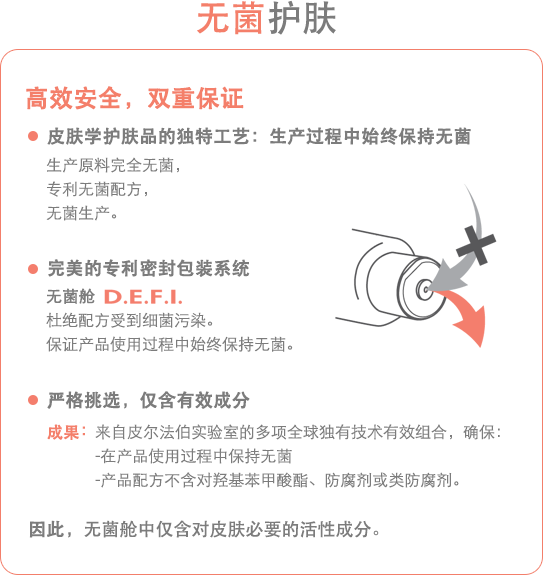 无菌护肤
高效安全，双重保证
皮肤学护肤品的独特工艺：生产过程中始终保持无菌
生产原料完全无菌，
专利无菌配方，
无菌生产。
完美的专利密封包装系统
无菌舱 D.E.F.I.
杜绝配方受到细菌污染。
保证产品使用过程中始终保持无菌。
严格挑选，仅含有效成分
成果：来自皮尔法伯实验室的多项全球独有技术有效组合，确保：
-在产品使用过程中保持无菌
-产品配方不含对羟基苯甲酸酯、防腐剂或类防腐剂。
因此，无菌舱中仅含对皮肤必要的活性成分。